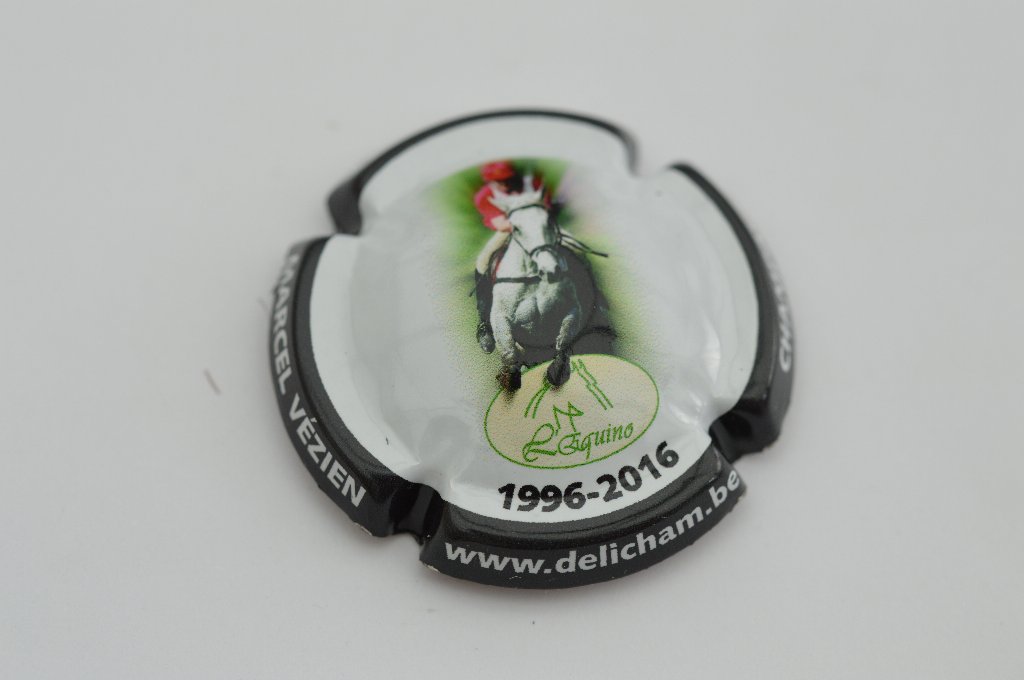 L'Equino
1996-2016
MARCEL VÉZIEN
www.delicham.be